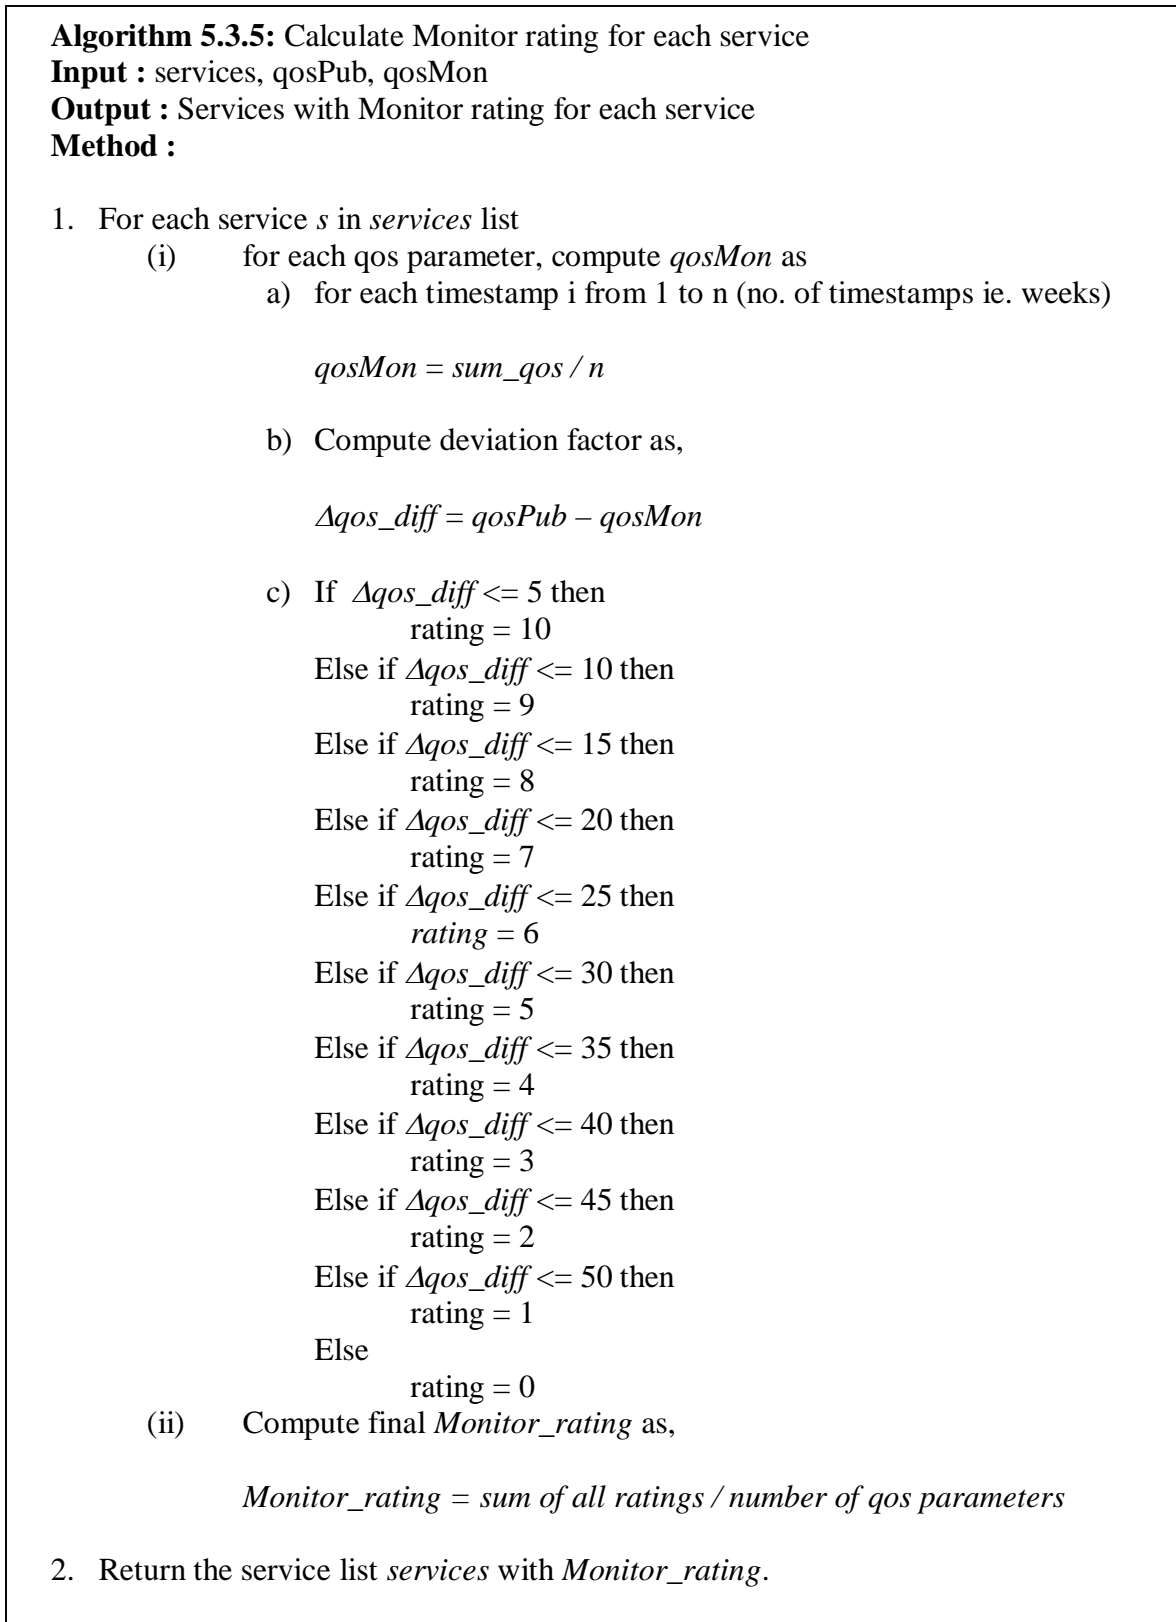 Algorithm 5.3.5: Calculate Monitor rating for each service
Input : services, qosPub, qosMon
Output : Services with Monitor rating for each service
Method :
1. For each service s in services list
(i) for each qos parameter, compute qosMon as
a) for each timestamp i from 1 to n (no. of timestamps ie. weeks)
qosMon = sum_qos / n
b) Compute deviation factor as,
Δqos_diff = qosPub – qosMon
c) If Δqos_diff <= 5 then
rating = 10
Else if Δqos_diff <= 10 then
rating = 9
Else if Δqos_diff <= 15 then
rating = 8
Else if Δqos_diff <= 20 then
rating = 7
Else if Δqos_diff <= 25 then
rating = 6
Else if Δqos_diff <= 30 then
rating = 5
Else if Δqos_diff <= 35 then
rating = 4
Else if Δqos_diff <= 40 then
rating = 3
Else if Δqos_diff <= 45 then
rating = 2
Else if Δqos_diff <= 50 then
rating = 1
Else
rating = 0
(ii) Compute final Monitor_rating as,
Monitor_rating = sum of all ratings / number of qos parameters
2. Return the service list services with Monitor_rating.